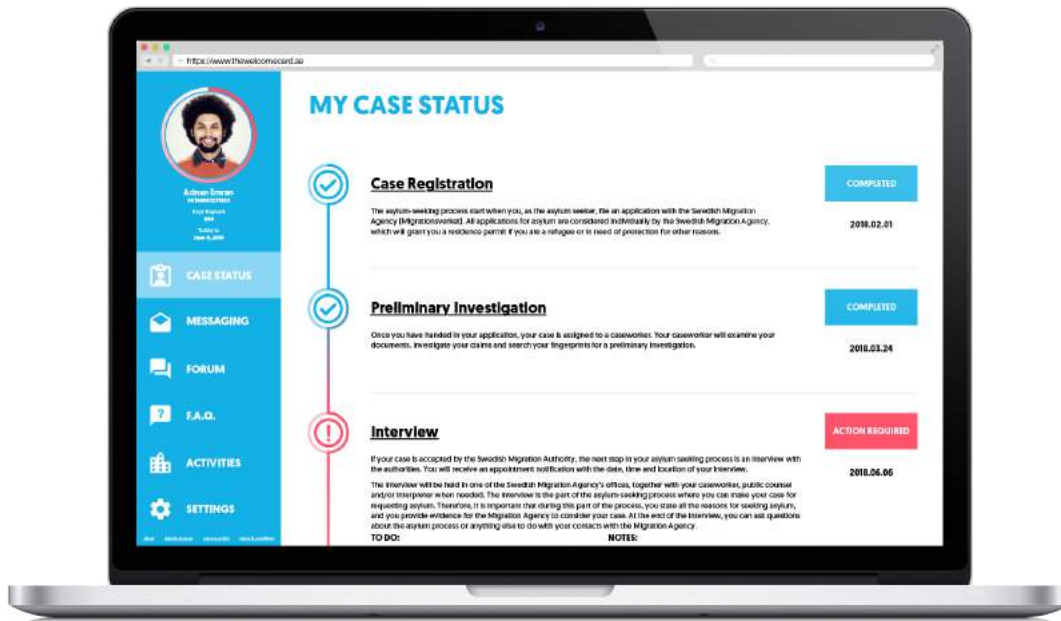 https://www.thewelcomecard.se
MY CASE STATUS
Adnan Emran
CASE STATUS
MESSAGING
FORUM
F.A.Q.
ACTIVITIES
SETTINGS
Case Registration
COMPLETED
2018.02.01
The asylum-seeking process start when you, as the asylum seeker, file an application with the Swedish Migration
Agency [Migrationsverket]. All applications for asylum are considered individually by the Swedish Migration Agency,
which will grant you a residence permit if you are a refugee or in need of protection for other reasons.
Preliminary Investigation
COMPLETED
2018.03.24
Once you have handed in your application, your case is assigned to a caseworker. Your caseworker will examine your
documents, investigate your claims and search your fingerprints for a preliminary investigation.
Interview
ACTION REQUIRED
2018.06.06
If your case is accepted by the Swedish Migration Authority, the next step in your asylum seeking process is an interview with
the authorities. You will receive an appointment notification with the date, time and location of your interview.
The interview will be held in one of the Swedish Migration Agency's offices, together with your caseworker, public counsel
and/or interpreter when needed. The interview is the part of the asylum-seeking process where you can make your case for
requesting asylum. Therefore, it is important that during this part of the process, you state all the reasons for seeking asylum,
and you provide evidence for the Migration Agency to consider your case. At the end of the interview, you can ask questions
about the asylum process or anything else to do with your contacts with the Migration Agency.
TO DO:
NOTES: